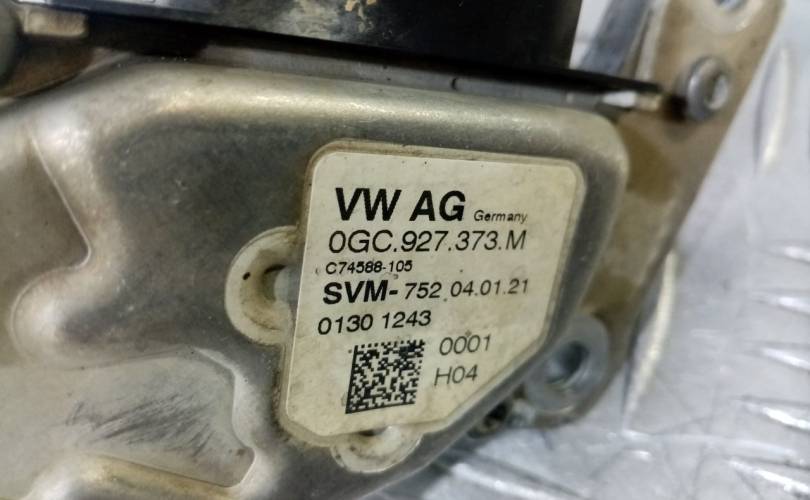 VW AG Germany
0GC.927.373.M
C74588-105
SVM-752 04.01.21
0130 1243
0001
H04